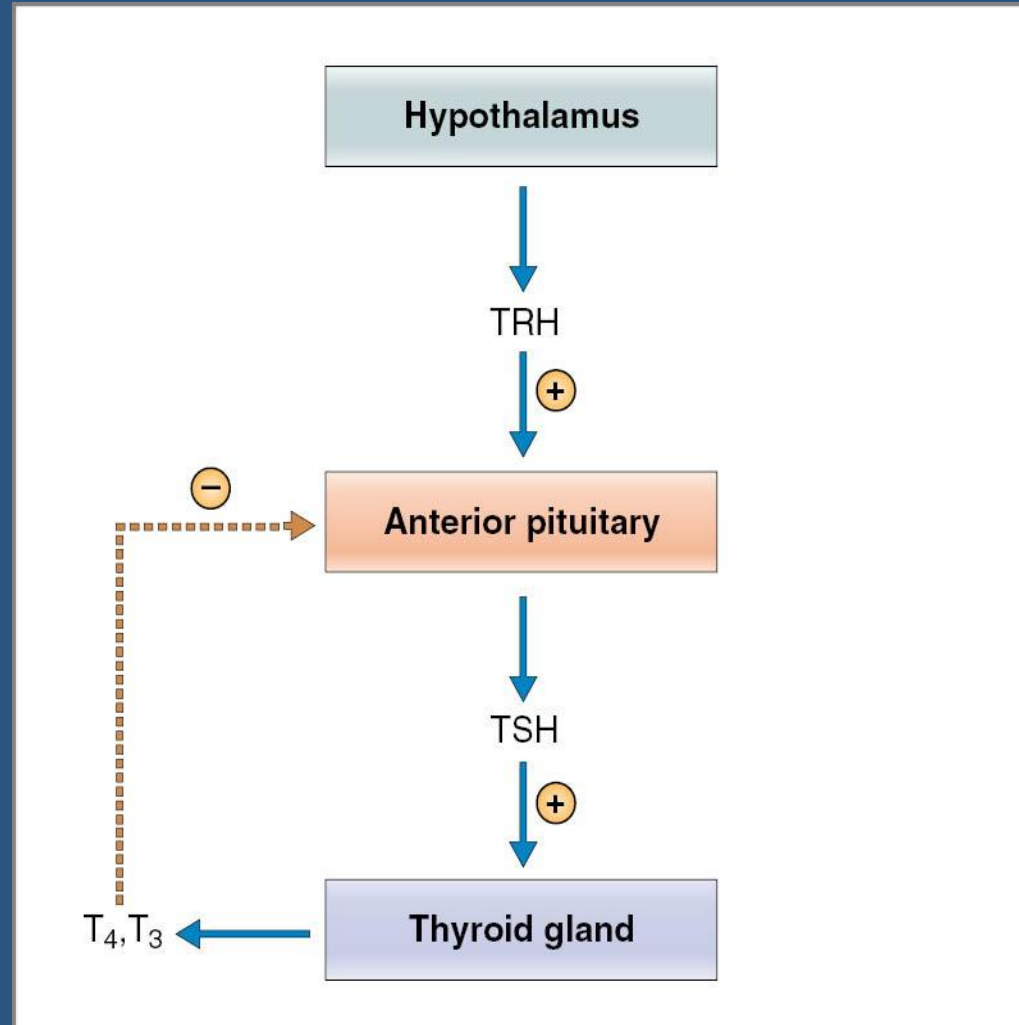 Hypothalamus
TRH
+
−
Anterior pituitary
TSH
+
T₄,T₃
Thyroid gland